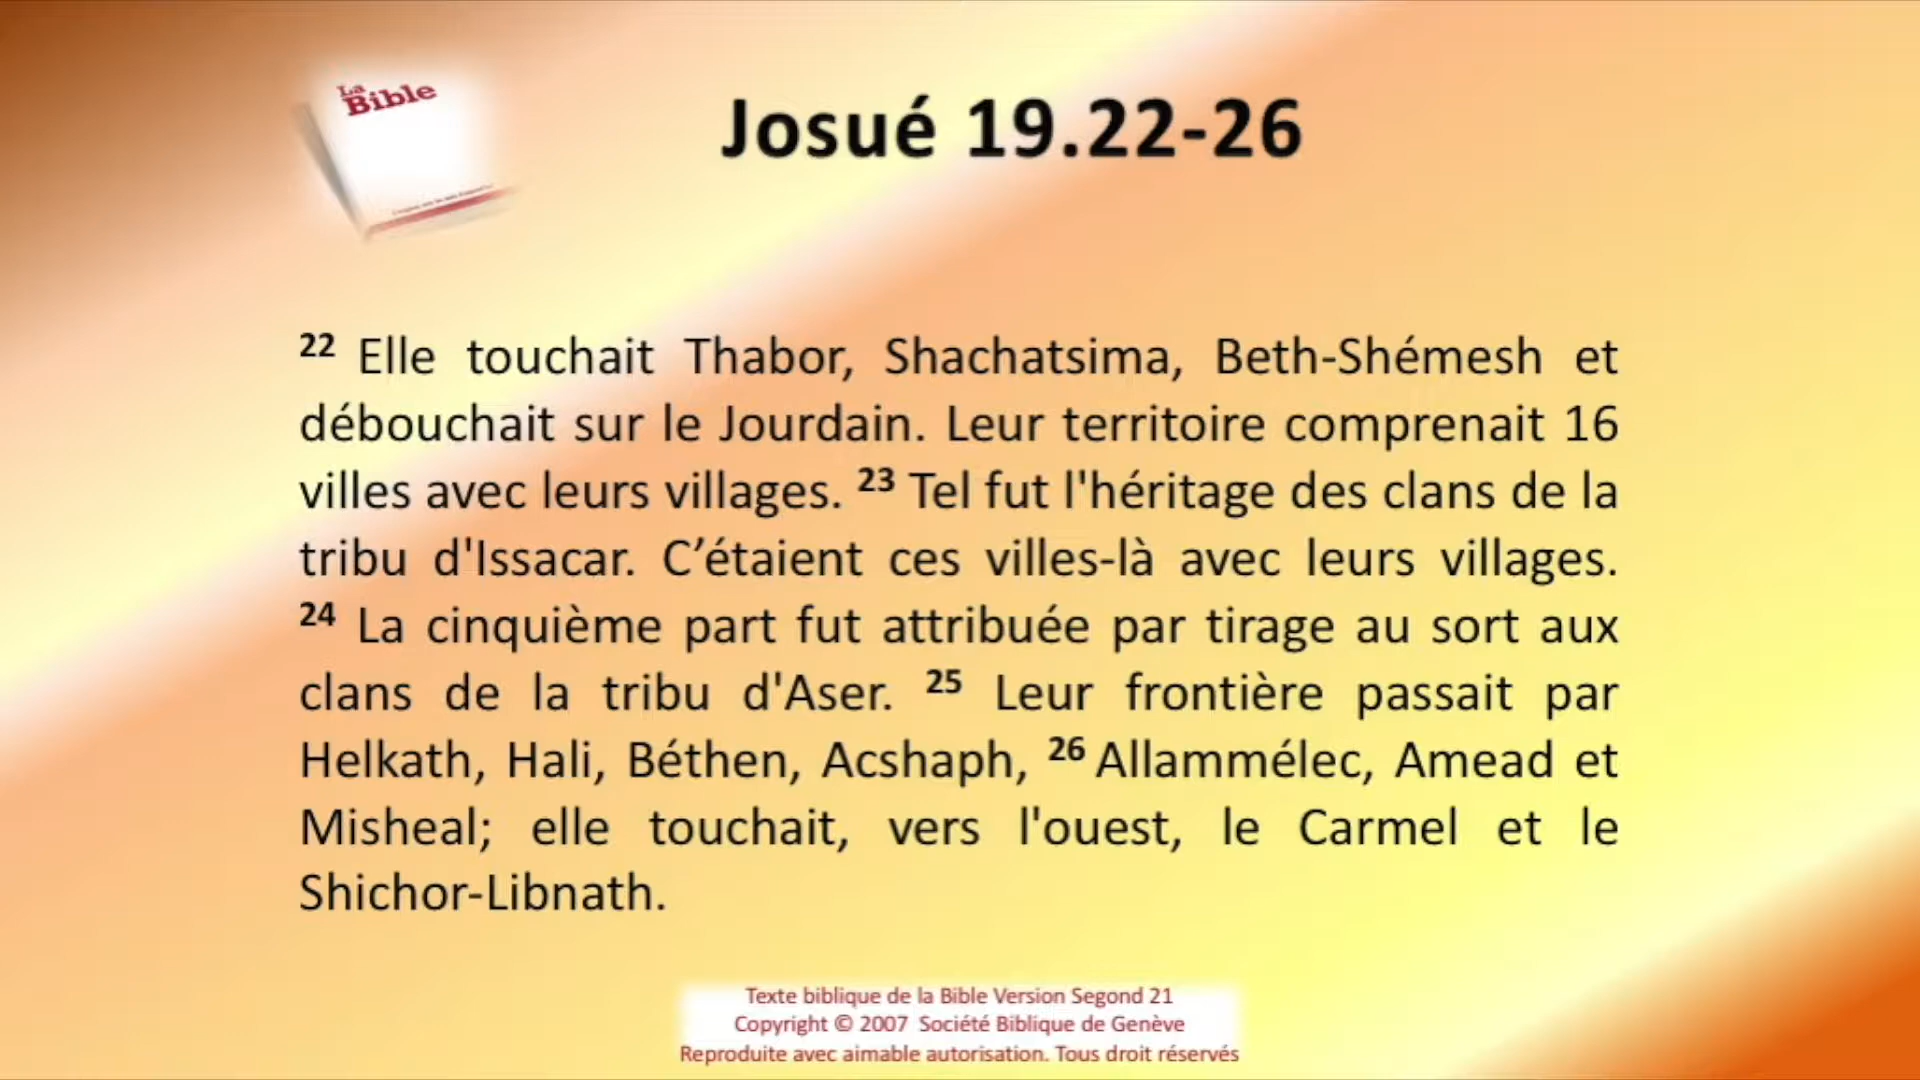 La
Bible
Josué 19.22-26
22 Elle touchait Thabor, Shachatsima, Beth-Shémesh et
débouchait sur le Jourdain. Leur territoire comprenait 16
villes avec leurs villages. 23 Tel fut l'héritage des clans de la
tribu d'Issacar. C’étaient ces villes-là avec leurs villages.
24 La cinquième part fut attribuée par tirage au sort aux
clans de la tribu d'Aser. 25 Leur frontière passait par
Helkath, Hali, Béthen, Acshaph, 26 Allammélec, Amead et
Misheal; elle touchait, vers l'ouest, le Carmel et le
Shichor-Libnath.
Texte biblique de la Bible Version Segond 21
Copyright © 2007 Société Biblique de Genève
Reproduite avec aimable autorisation. Tous droit réservés